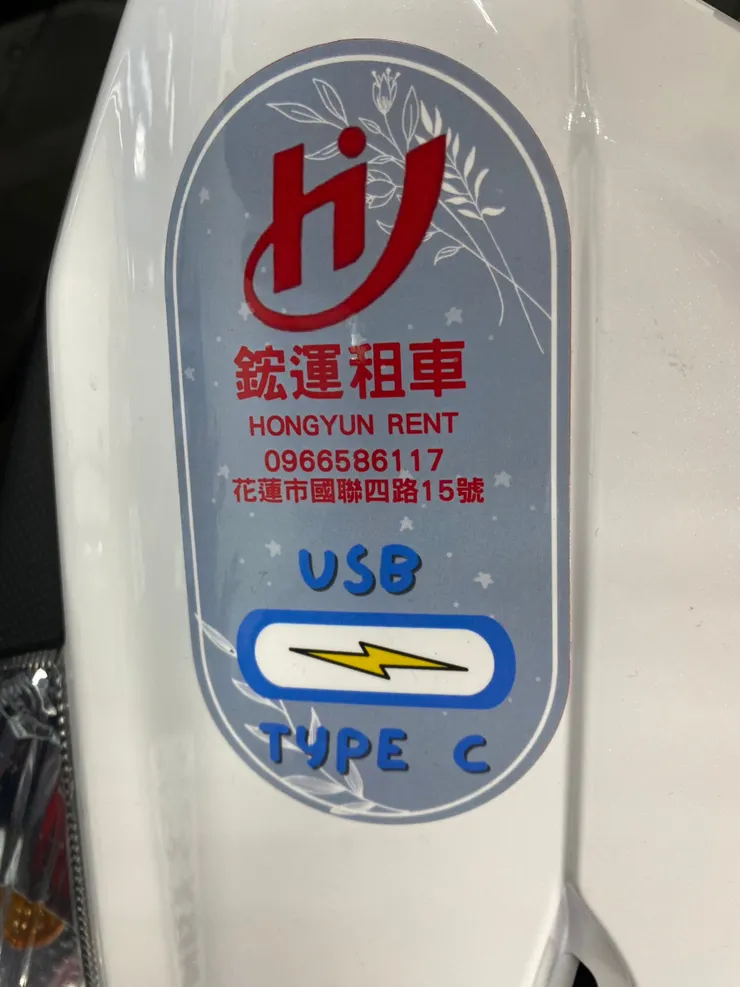 hy
鋐運租車
HONGYUN RENT
0966586117
花蓮市國聯四路15號
USB
TYPE C